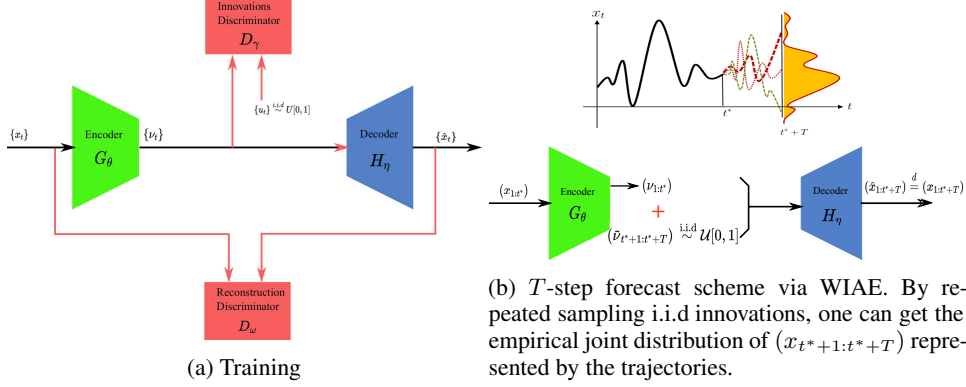 Innovations
Discriminator
D_γ
{u_t} i.i.d ∼ U[0, 1]
{x_t}
Encoder
G_θ
{ν_t}
Decoder
H_η
{x̂_t}
Reconstruction
Discriminator
D_ω
(a) Training
x_t
t*
t* + T
t
(x_{1:t*})
Encoder
G_θ
(ν_{1:t*})
+
(ν̃_{t*+1:t*+T}) i.i.d ∼ 𝒰[0, 1]
Decoder
H_η
(x̂_{1:t*+T}) d = (x_{1:t*+T})
(b) T-step forecast scheme via WIAE. By re-
peated sampling i.i.d innovations, one can get the
empirical joint distribution of (x_{t*+1:t*+T}) repre-
sented by the trajectories.